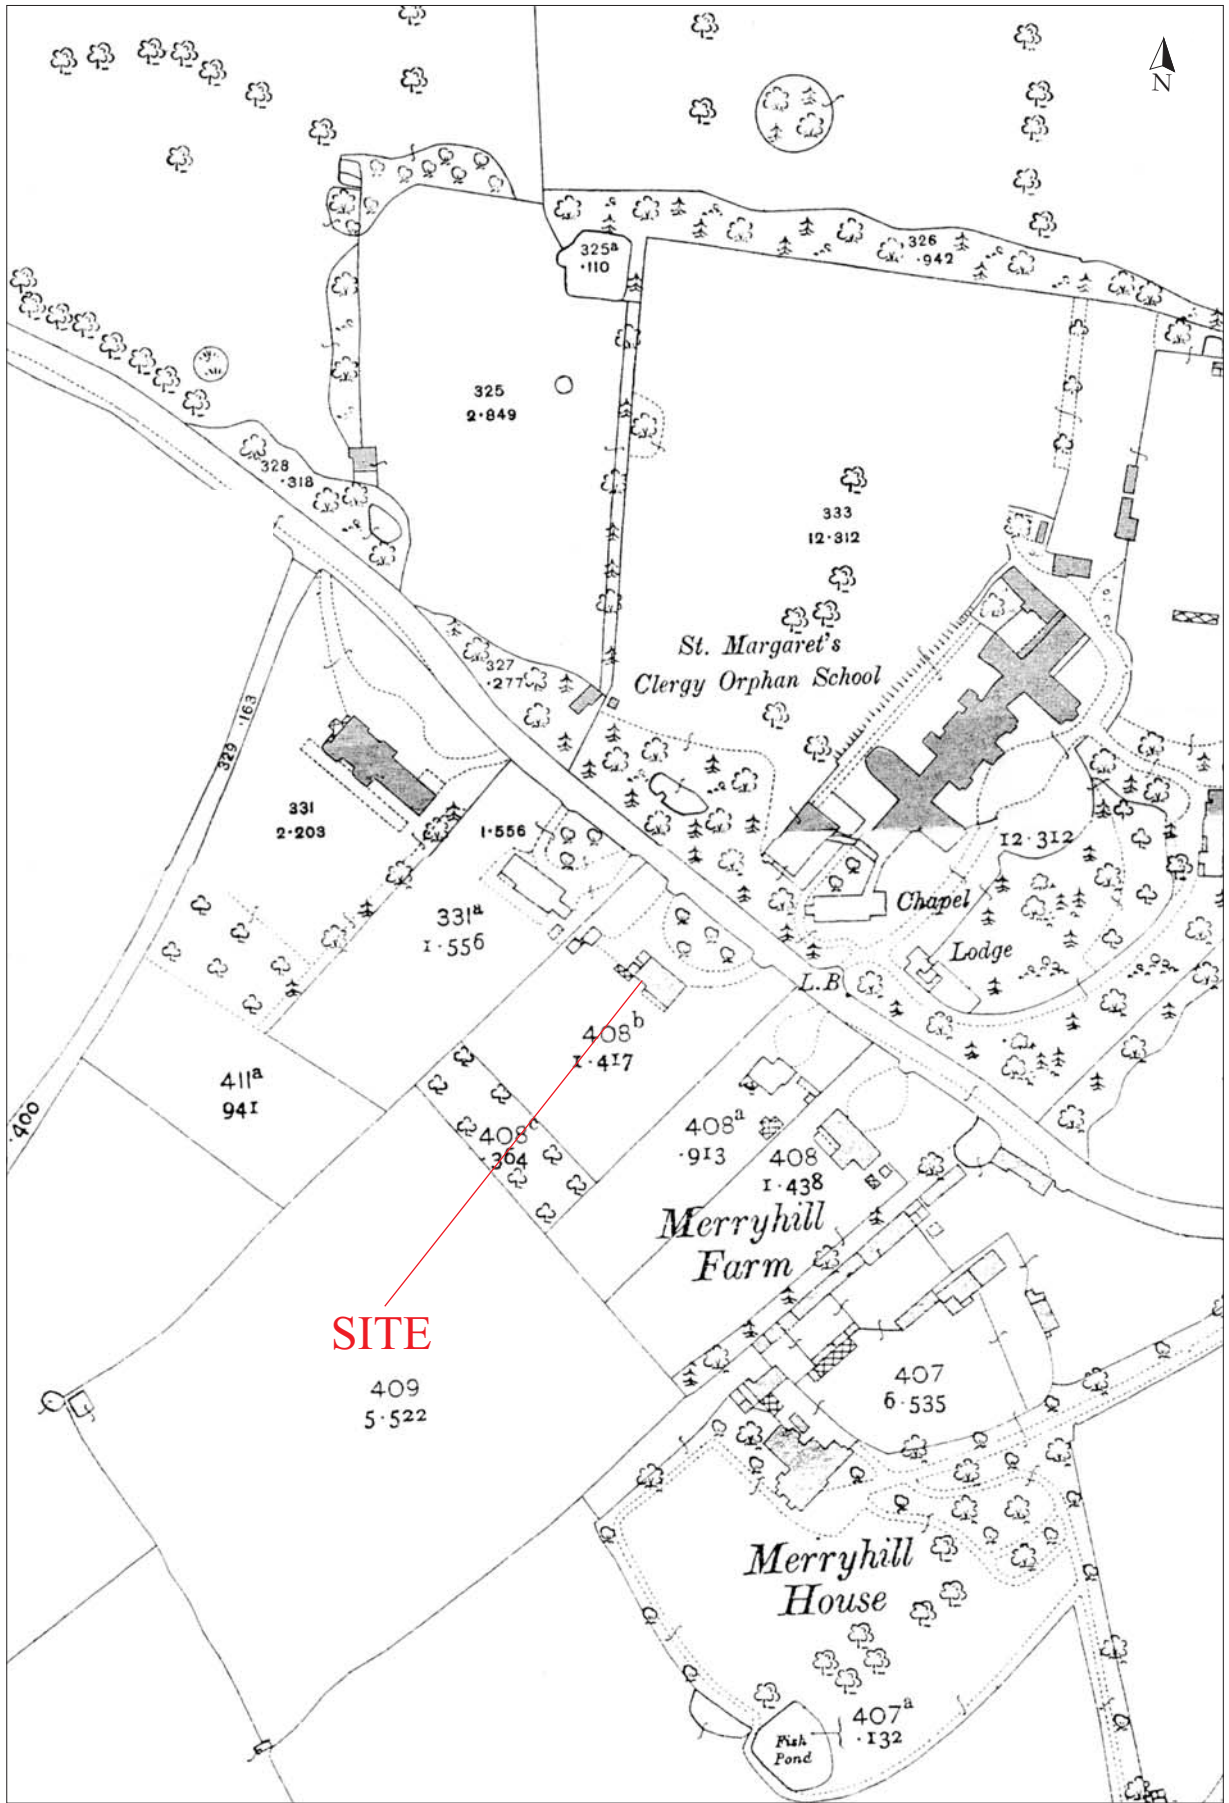 N
325ª
·110
326
·942
325
2·849
328
·318
333
12·312
St. Margaret's
Clergy Orphan School
327
·277
329 ·163
331
2·203
1·556
12·312
331ª
1·556
Chapel
Lodge
L.B.
408ᵇ
1·417
411ª
941
·400
408ᶜ
·364
408ª
·913
408
1·438
Merryhill
Farm
SITE
409
5·522
407
6·535
Merryhill
House
407ª
·132
Fish
Pond